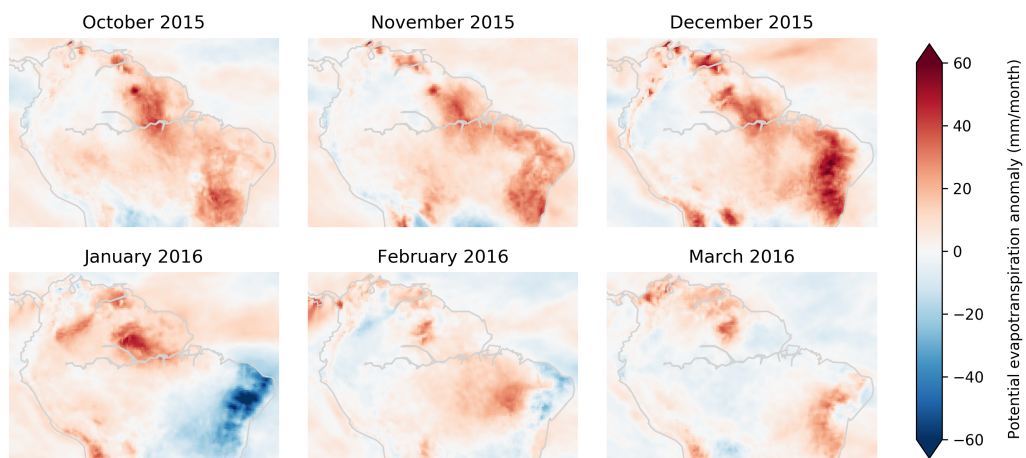 October 2015
November 2015
December 2015
January 2016
February 2016
March 2016
60
40
20
0
−20
−40
−60
Potential evapotranspiration anomaly (mm/month)